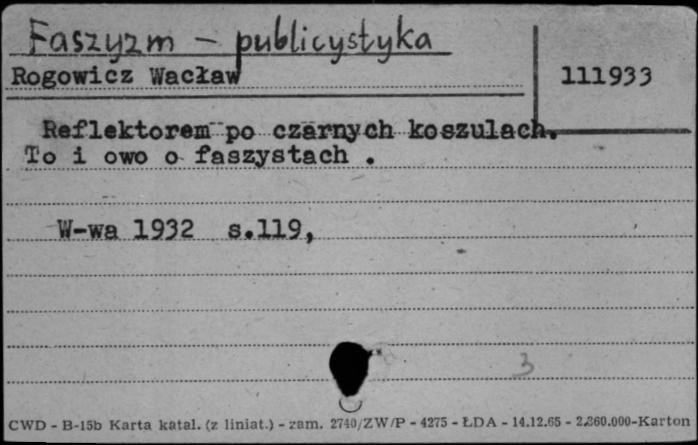 Faszyzm - publicystyka
Rogowicz Wacław
111933
Reflektorem po czarnych koszulach.
To i owo o faszystach .
W-wa 1932 s.119,
3
CWD - B-15b Karta katal. (z liniat.) - zam. 2740/ZW/P - 4275 - ŁDA - 14.12.65 - 2.360.000-Karton